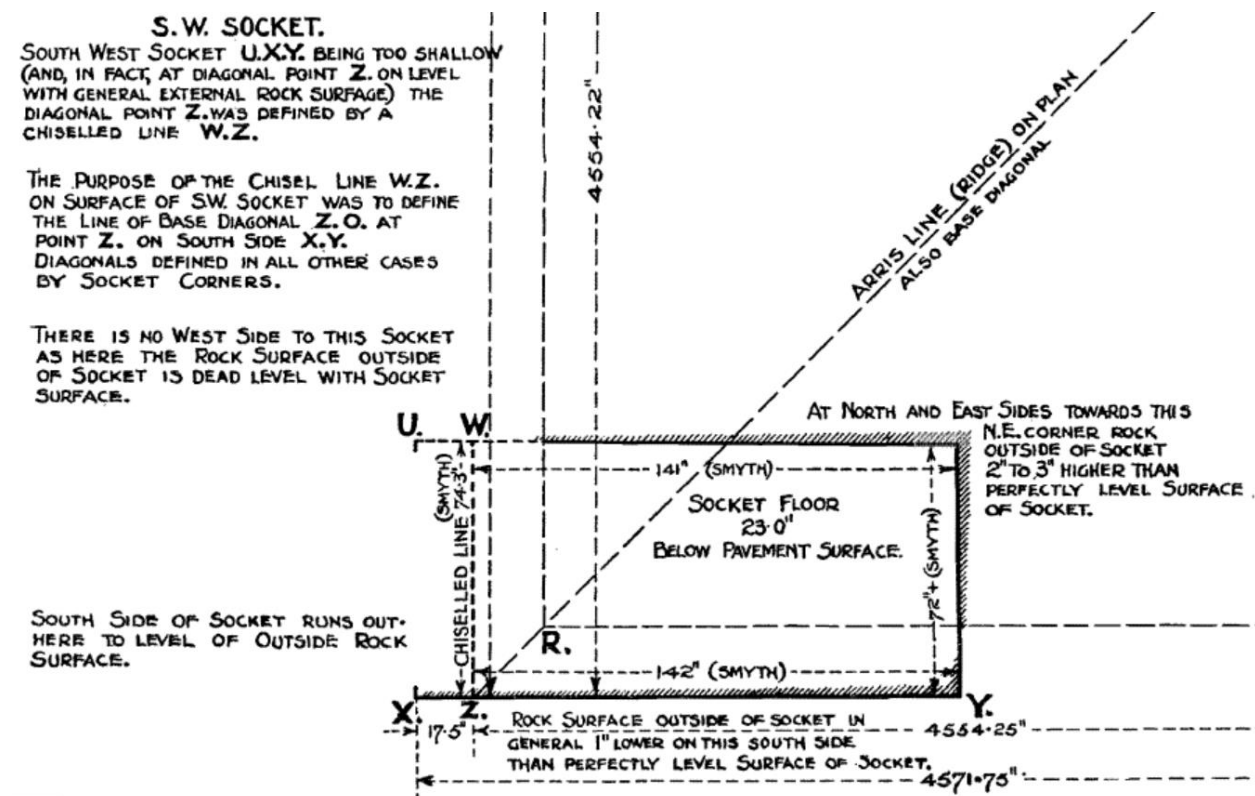 S.W. SOCKET.
SOUTH WEST SOCKET U.X.Y. BEING TOO SHALLOW
(AND, IN FACT, AT DIAGONAL POINT Z. ON LEVEL
WITH GENERAL EXTERNAL ROCK SURFACE) THE
DIAGONAL POINT Z. WAS DEFINED BY A
CHISELLED LINE W.Z.
THE PURPOSE OF THE CHISEL LINE W.Z.
ON SURFACE OF S.W. SOCKET WAS TO DEFINE
THE LINE OF BASE DIAGONAL Z.O. AT
POINT Z. ON SOUTH SIDE X.Y.
DIAGONALS DEFINED IN ALL OTHER CASES
BY SOCKET CORNERS.
THERE IS NO WEST SIDE TO THIS SOCKET
AS HERE THE ROCK SURFACE OUTSIDE
OF SOCKET IS DEAD LEVEL WITH SOCKET
SURFACE.
SOUTH SIDE OF SOCKET RUNS OUT.
HERE TO LEVEL OF OUTSIDE ROCK
SURFACE.
4554.22"
ARRIS LINE (RIDGE) ON PLAN
ALSO BASE DIAGONAL
AT NORTH AND EAST SIDES TOWARDS THIS
N.E. CORNER ROCK
OUTSIDE OF SOCKET
2" TO 3" HIGHER THAN
PERFECTLY LEVEL SURFACE
OF SOCKET.
U. W.
141" (SMYTH)
(SMYTH)
CHISELLED LINE 74.3"
SOCKET FLOOR
23.0"
BELOW PAVEMENT SURFACE.
72"+ (SMYTH)
R.
142" (SMYTH)
X. Z. Y.
17.5"
ROCK SURFACE OUTSIDE OF SOCKET IN
GENERAL 1" LOWER ON THIS SOUTH SIDE
THAN PERFECTLY LEVEL SURFACE OF SOCKET.
4554.25"
4571.75"